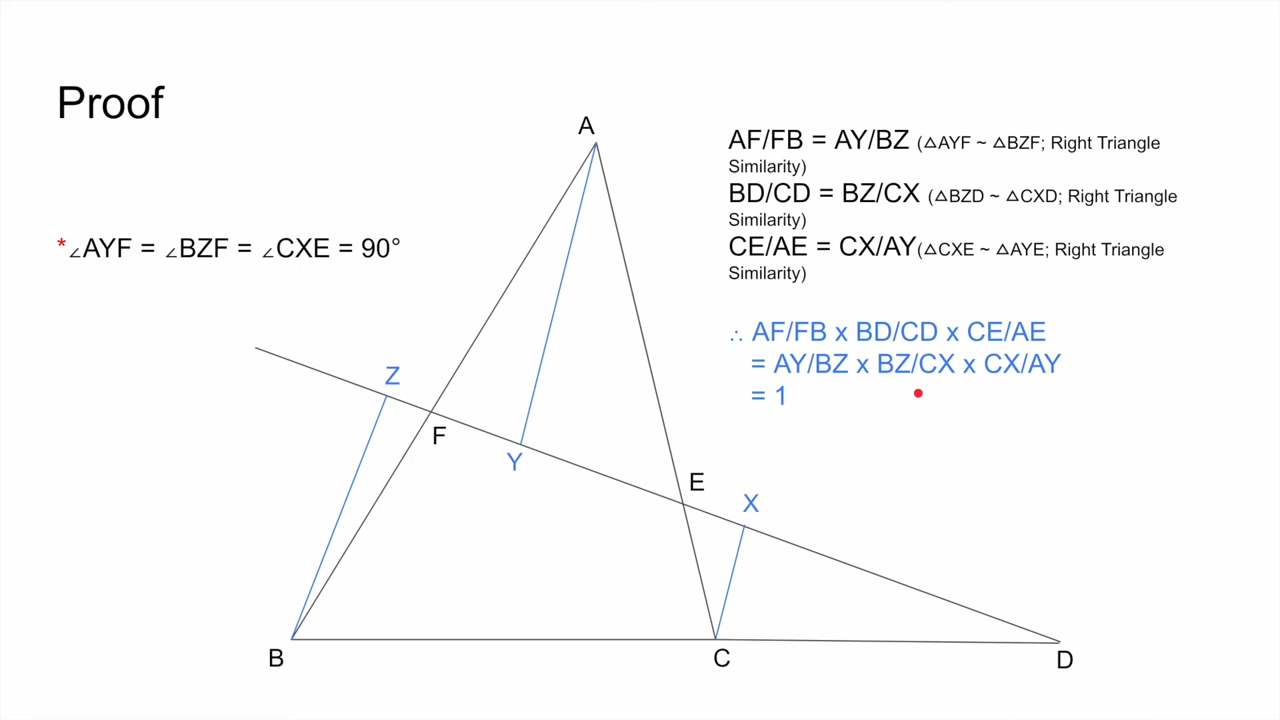 Proof
A
AF/FB = AY/BZ (△AYF ~ △BZF; Right Triangle
Similarity)
BD/CD = BZ/CX (△BZD ~ △CXD; Right Triangle
Similarity)
*∠AYF = ∠BZF = ∠CXE = 90°
CE/AE = CX/AY(△CXE ~ △AYE; Right Triangle
Similarity)
∴ AF/FB x BD/CD x CE/AE
= AY/BZ x BZ/CX x CX/AY
= 1
Z
F
Y
E
X
B
C
D